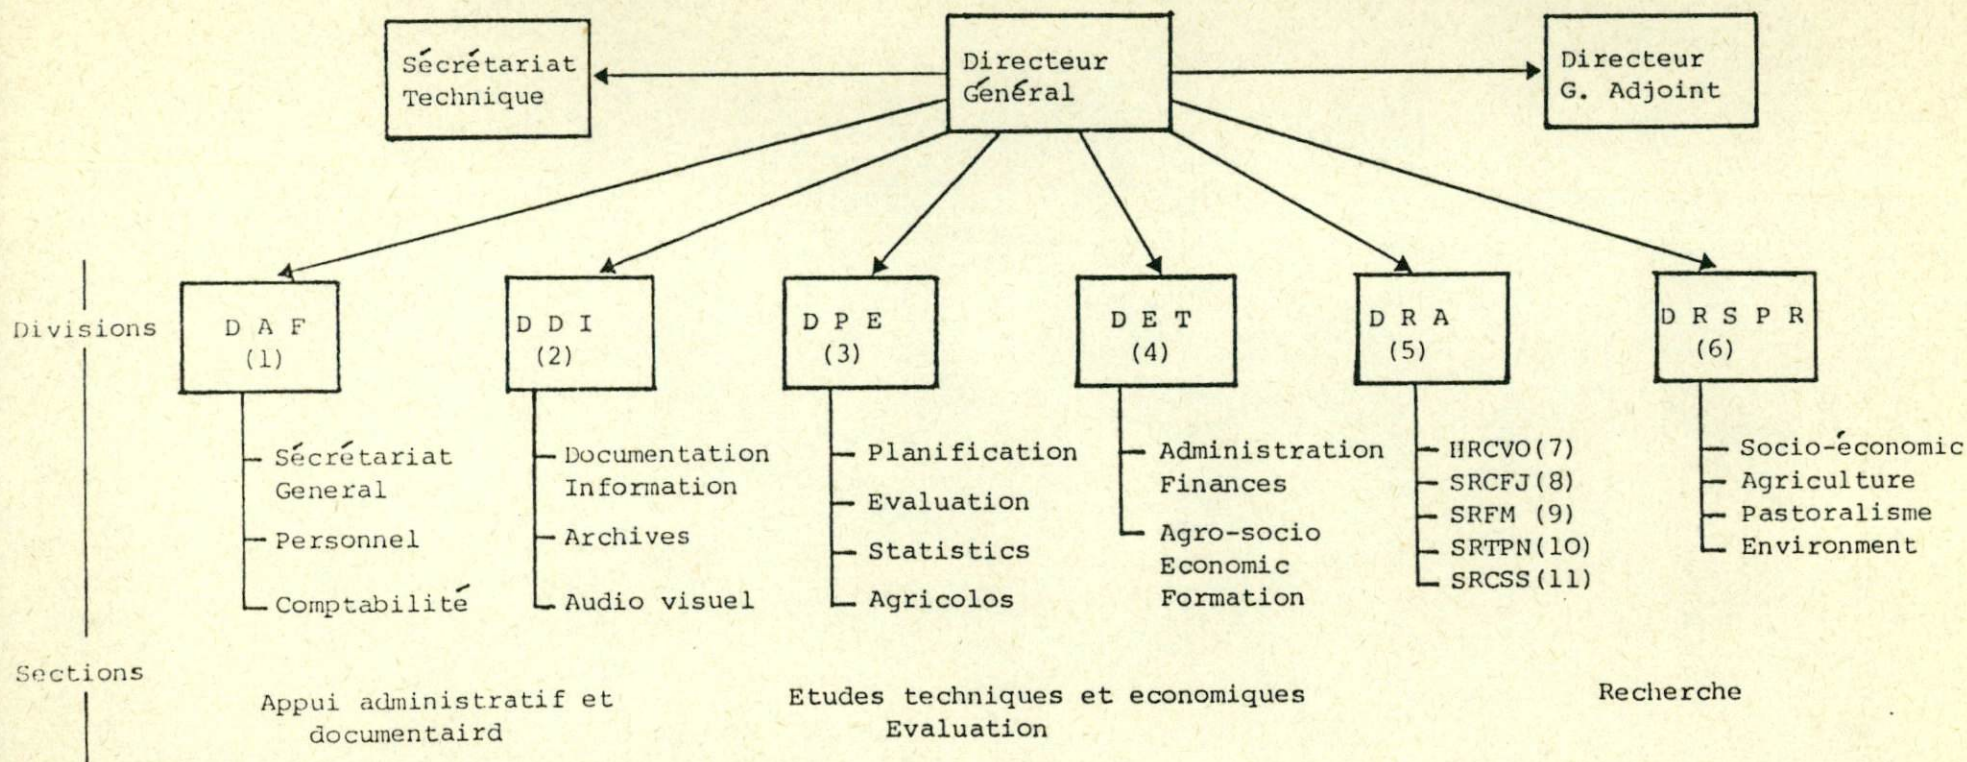 Sécrétariat
Technique
Directeur
Général
Directeur
G. Adjoint
Divisions
D A F
(1)
D D I
(2)
D P E
(3)
D E T
(4)
D R A
(5)
D R S P R
(6)
Sécrétariat
General
Personnel
Comptabilité
Documentation
Information
Archives
Audio visuel
Planification
Evaluation
Statistics
Agricolos
Administration
Finances
Agro-socio
Economic
Formation
HRCVO(7)
SRCFJ(8)
SRFM (9)
SRTPN(10)
SRCSS(11)
Socio-économic
Agriculture
Pastoralisme
Environment
Sections
Appui administratif et
documentaird
Etudes techniques et economiques
Evaluation
Recherche